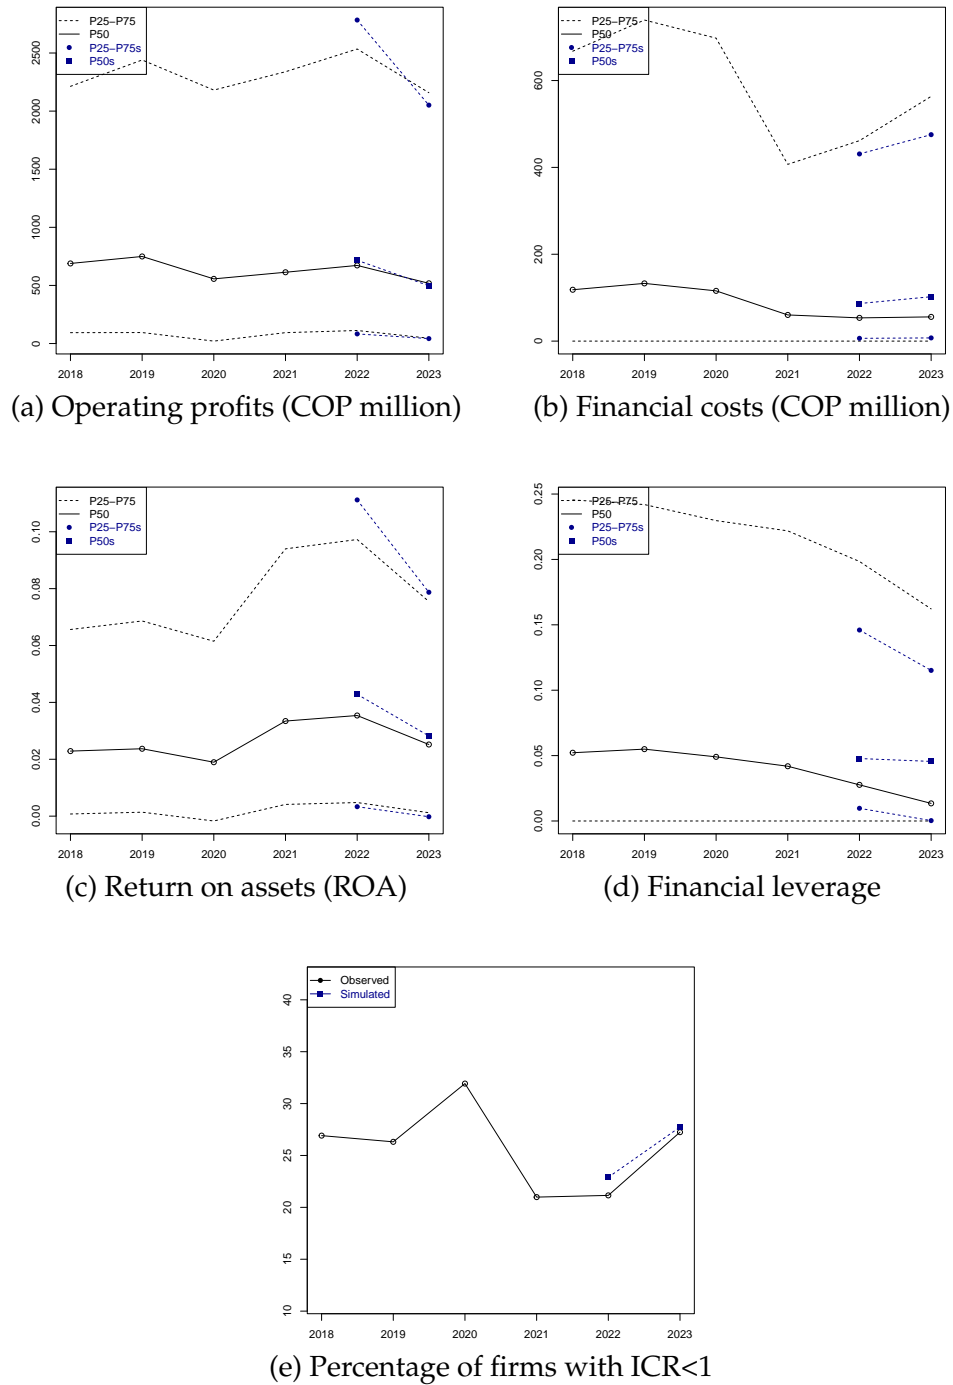 P25−P75
P50
P25−P75s
P50s
0 500 1000 1500 2000 2500
2018 2019 2020 2021 2022 2023
(a) Operating profits (COP million)
P25−P75
P50
P25−P75s
P50s
0 200 400 600
2018 2019 2020 2021 2022 2023
(b) Financial costs (COP million)
P25−P75
P50
P25−P75s
P50s
0.00 0.02 0.04 0.06 0.08 0.10
2018 2019 2020 2021 2022 2023
(c) Return on assets (ROA)
P25−P75
P50
P25−P75s
P50s
0.00 0.05 0.10 0.15 0.20 0.25
2018 2019 2020 2021 2022 2023
(d) Financial leverage
Observed
Simulated
10 15 20 25 30 35 40
2018 2019 2020 2021 2022 2023
(e) Percentage of firms with ICR<1